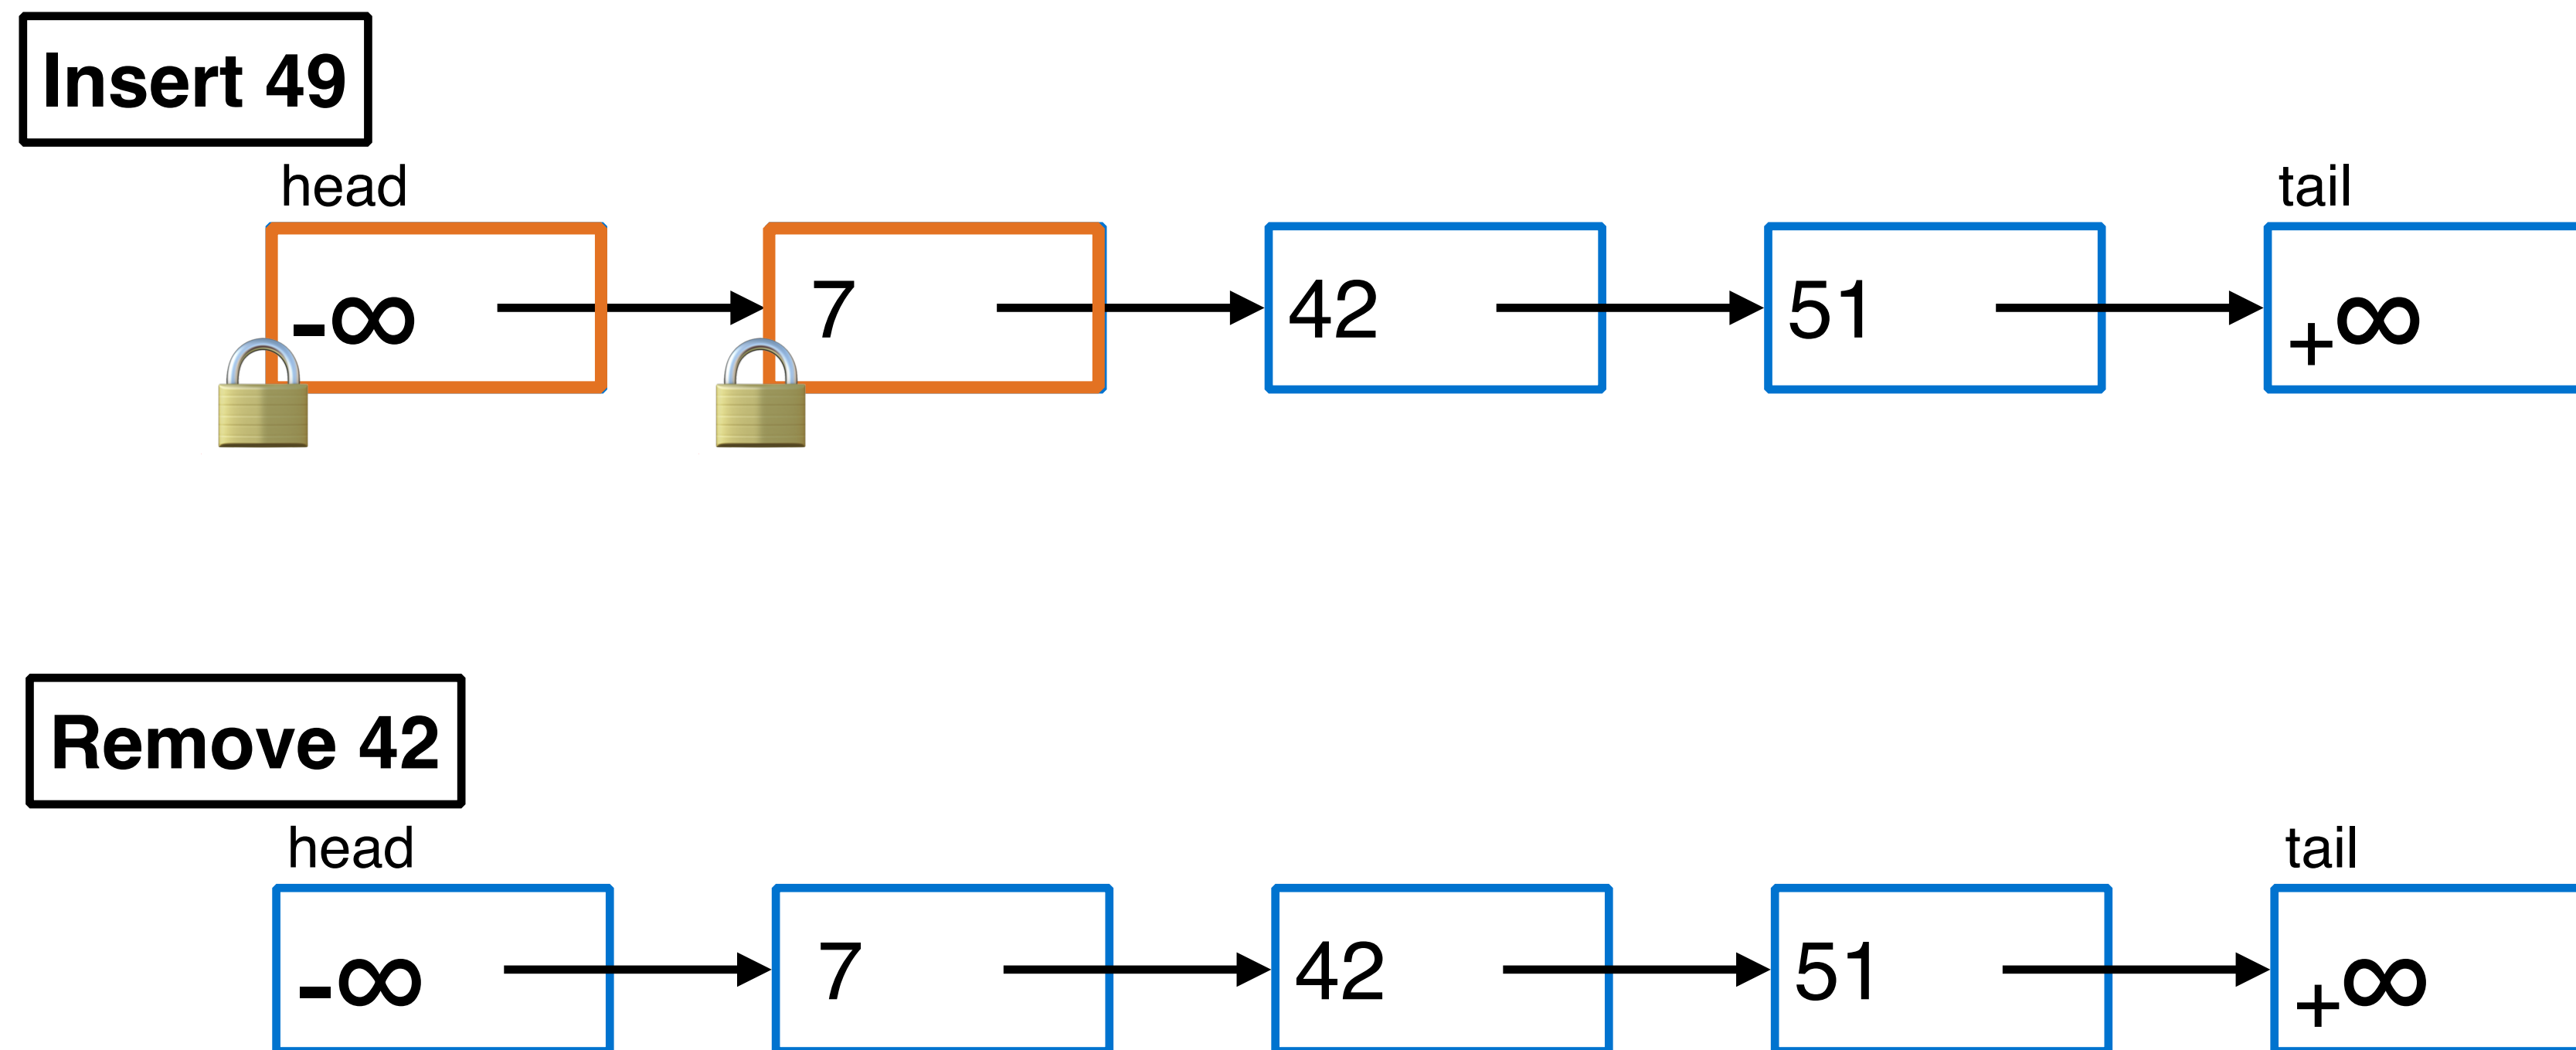 Insert 49
head tail
-∞ 7 42 51 +∞
Remove 42
head tail
-∞ 7 42 51 +∞